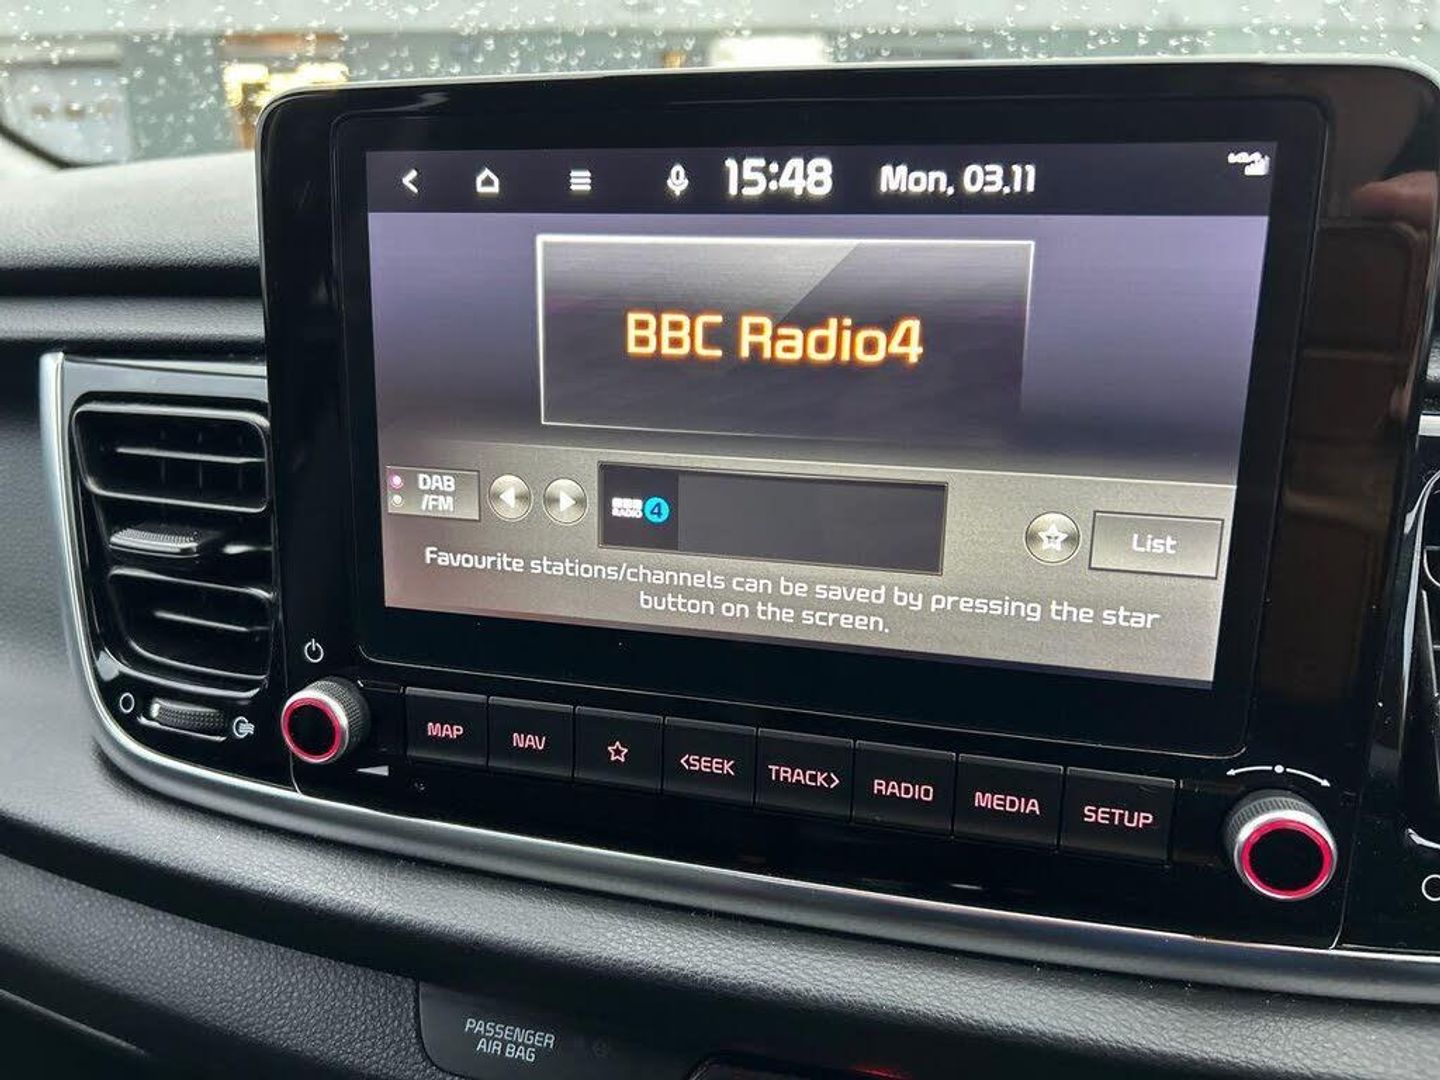 15:48 Mon, 03.11
BBC Radio4
DAB
/FM
BBC
RADIO 4
List
Favourite stations/channels can be saved by pressing the star
button on the screen.
MAP NAV <SEEK TRACK> RADIO MEDIA SETUP
PASSENGER
AIR BAG